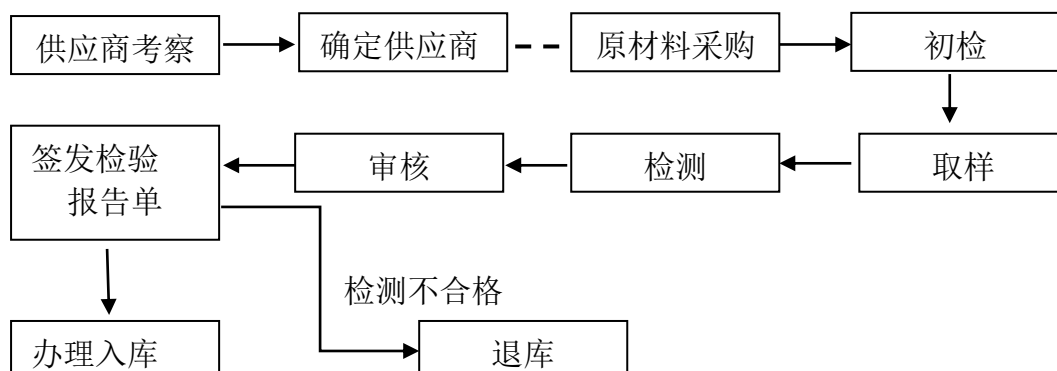 供应商考察
确定供应商
原材料采购
初检
签发检验
报告单
审核
检测
取样
检测不合格
办理入库
退库